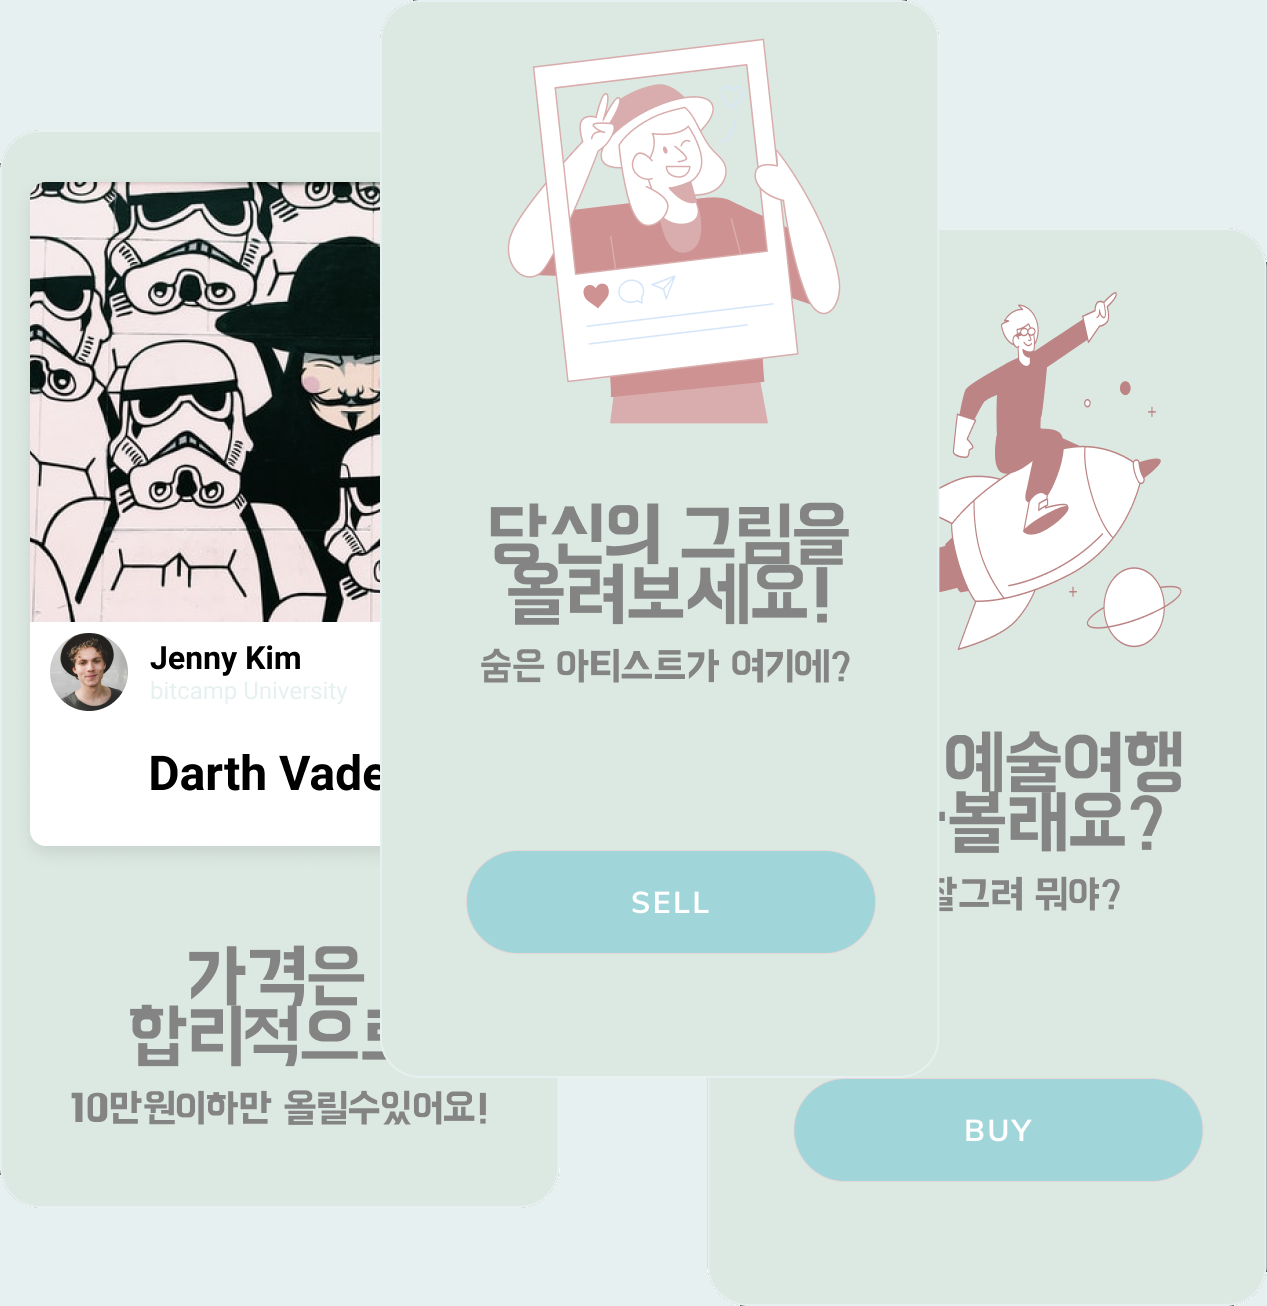 Jenny Kim
bitcamp University
Darth Vade
가격은
합리적으로
10만원이하만 올릴수있어요!
당신의 그림을
올려보세요!
숨은 아티스트가 여기에?
SELL
예술여행
볼래요?
잘그려 뭐야?
BUY